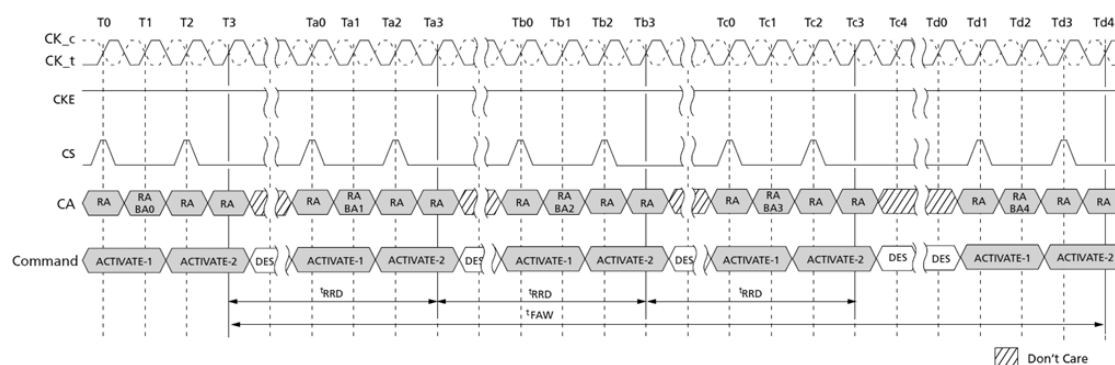 T0 T1 T2 T3 Ta0 Ta1 Ta2 Ta3 Tb0 Tb1 Tb2 Tb3 Tc0 Tc1 Tc2 Tc3 Tc4 Td0 Td1 Td2 Td3 Td4
CK_c
CK_t
CKE
CS
CA RA RA BA0 RA RA RA RA BA1 RA RA RA RA BA2 RA RA RA RA BA3 RA RA RA RA BA4 RA RA
Command ACTIVATE-1 ACTIVATE-2 DES ACTIVATE-1 ACTIVATE-2 DES ACTIVATE-1 ACTIVATE-2 DES ACTIVATE-1 ACTIVATE-2 DES DES ACTIVATE-1 ACTIVATE-2
tRRD tRRD tRRD
tFAW
Don't Care